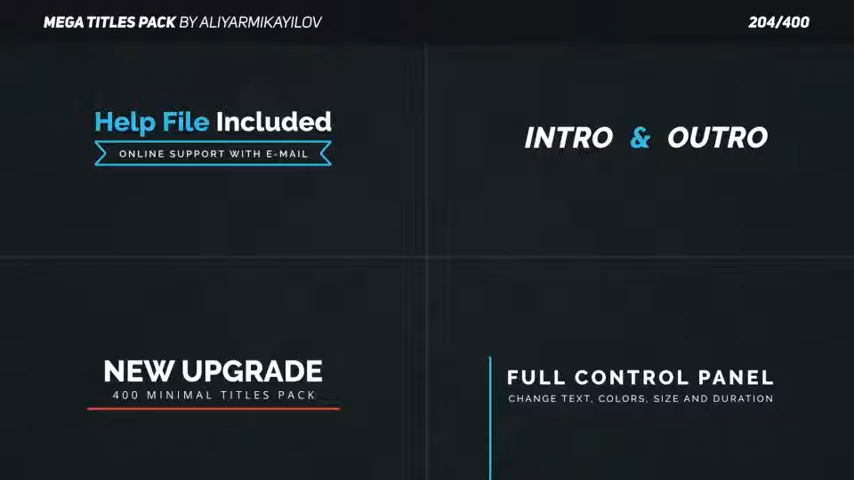 MEGA TITLES PACK BY ALIYARMIKAYILOV
204/400
Help File Included
ONLINE SUPPORT WITH E-MAIL
INTRO & OUTRO
NEW UPGRADE
400 MINIMAL TITLES PACK
FULL CONTROL PANEL
CHANGE TEXT, COLORS, SIZE AND DURATION